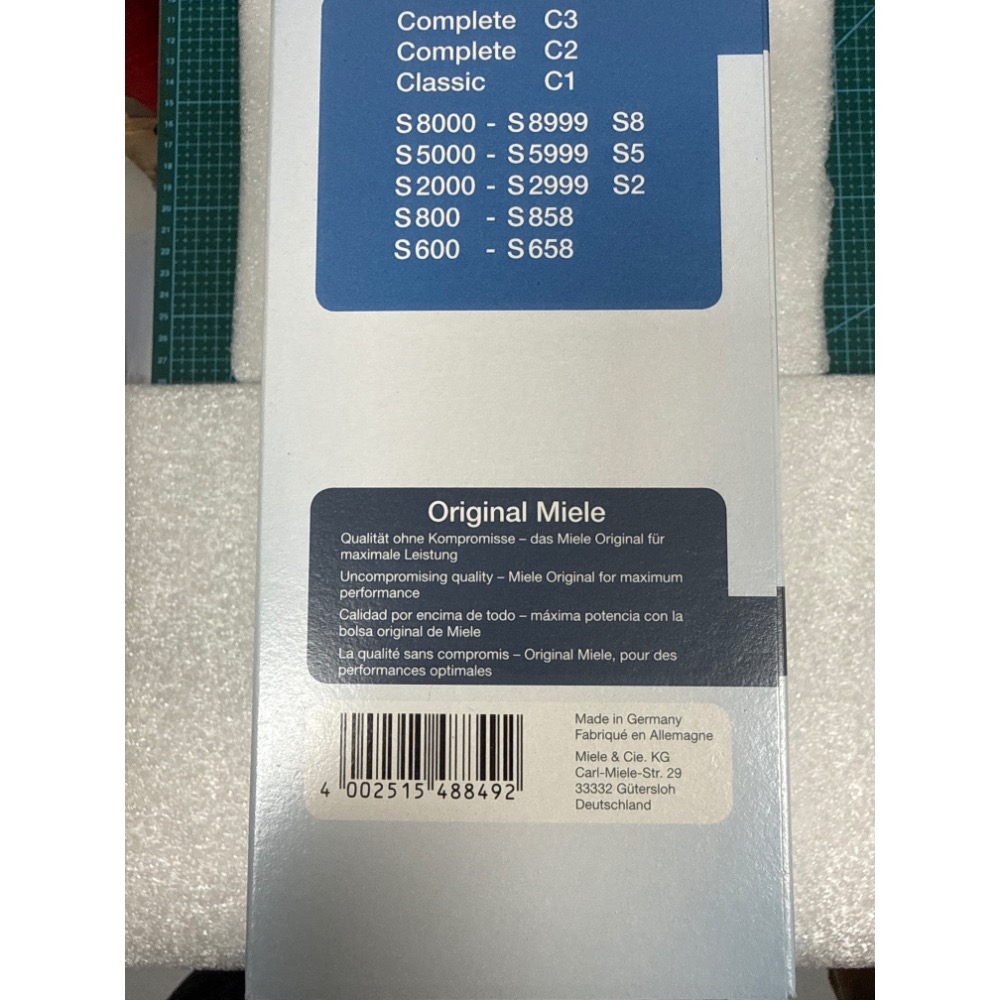 Complete C3
Complete C2
Classic C1
S8000 - S8999 S8
S5000 - S5999 S5
S2000 - S2999 S2
S800 - S858
S600 - S658
Original Miele
Qualität ohne Kompromisse – das Miele Original für
maximale Leistung
Uncompromising quality – Miele Original for maximum
performance
Calidad por encima de todo – máxima potencia con la
bolsa original de Miele
La qualité sans compromis – Original Miele, pour des
performances optimales
4 002515 488492
Made in Germany
Fabriqué en Allemagne
Miele & Cie. KG
Carl-Miele-Str. 29
33332 Gütersloh
Deutschland